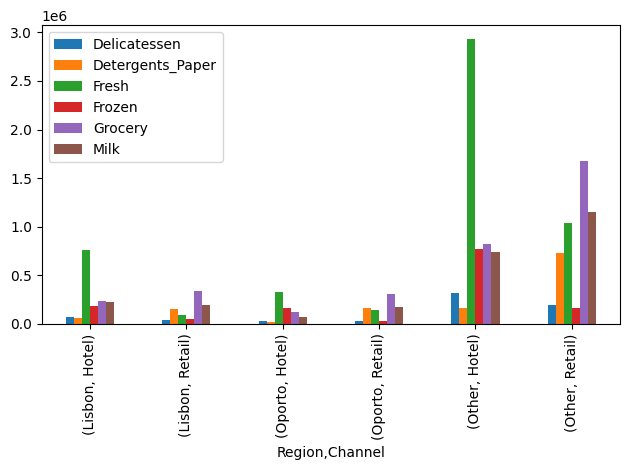 1e6
3.0
2.5
2.0
1.5
1.0
0.5
0.0
Delicatessen
Detergents_Paper
Fresh
Frozen
Grocery
Milk
(Lisbon, Hotel)
(Lisbon, Retail)
(Oporto, Hotel)
(Oporto, Retail)
(Other, Hotel)
(Other, Retail)
Region,Channel